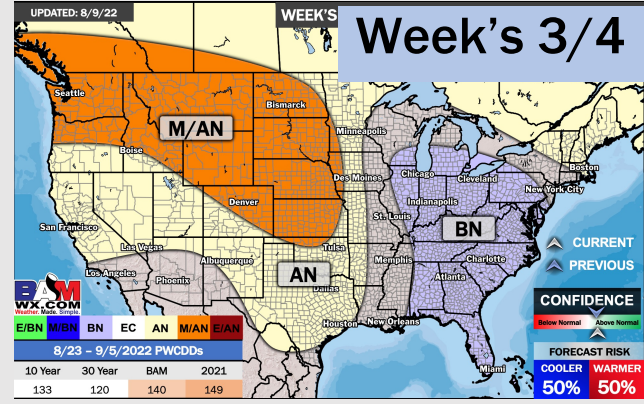 UPDATED: 8/9/22
WEEK'S
Week's 3/4
Seattle
Bismarck
M/AN
Minneapolis
Boise
Boston
Chicago
Cleveland
Des Moines
New York City
Denver
Indianapolis
St. Louis
San Francisco
BN
Las Vegas
Tulsa
CURRENT
Albuquerque
Memphis
Charlotte
Los Angeles
PREVIOUS
Phoenix
AN
Atlanta
Dallas
BAM
WX.COM
Weather. Made. Simple.
CONFIDENCE
Below Normal
Above Normal
Houston
New Orleans
E/BN M/BN BN EC AN M/AN E/AN
8/23 – 9/5/2022 PWCDDs
FORECAST RISK
Miami
10 Year 30 Year BAM 2021
COOLER WARMER
133 120 140 149
50% 50%